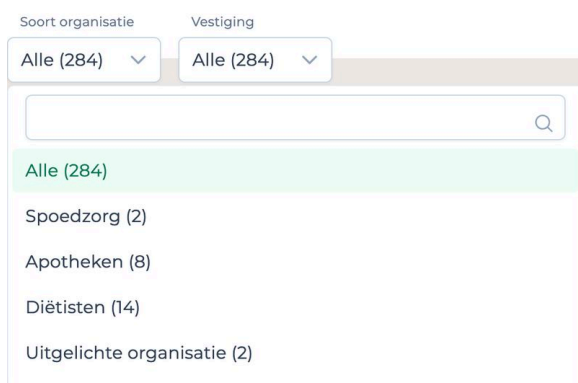 Soort organisatie
Vestiging
Alle (284)
Alle (284)
Alle (284)
Spoedzorg (2)
Apotheken (8)
Diëtisten (14)
Uitgelichte organisatie (2)